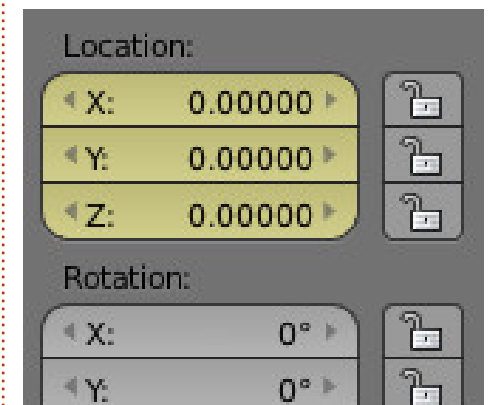 Location:
X: 0.00000
Y: 0.00000
Z: 0.00000
Rotation:
X: 0°
Y: 0°